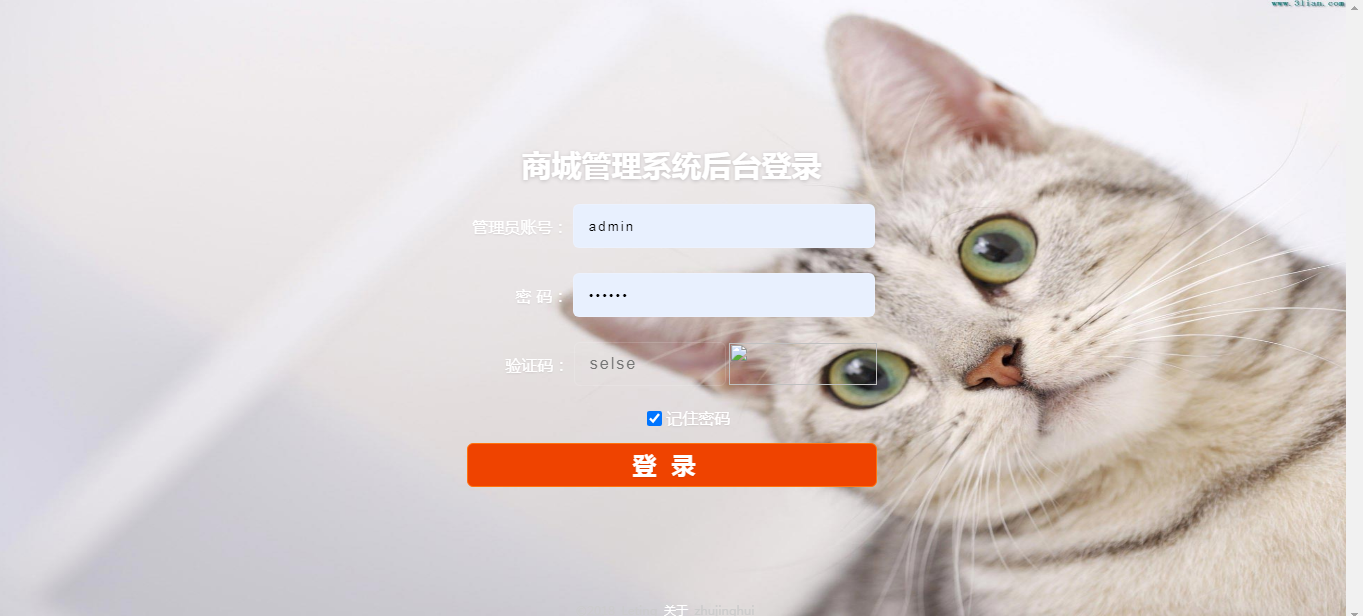 www.3lian.com
商城管理系统后台登录
管理员账号： admin
密 码： ••••••
验证码： selse
记住密码
登 录
关于 zhujinghui